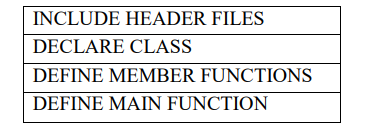 INCLUDE HEADER FILES
DECLARE CLASS
DEFINE MEMBER FUNCTIONS
DEFINE MAIN FUNCTION